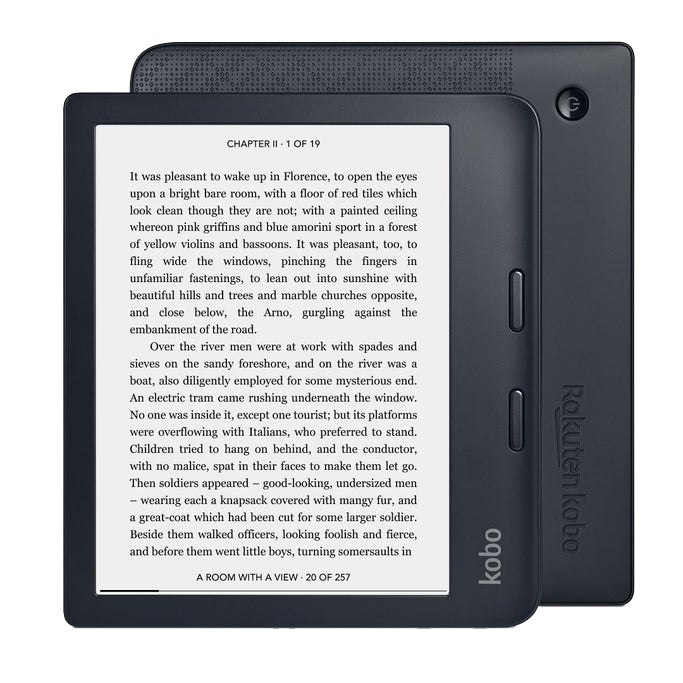 CHAPTER II · 1 OF 19
It was pleasant to wake up in Florence, to open the eyes
upon a bright bare room, with a floor of red tiles which
look clean though they are not; with a painted ceiling
whereon pink griffins and blue amorini sport in a forest
of yellow violins and bassoons. It was pleasant, too, to
fling wide the windows, pinching the fingers in
unfamiliar fastenings, to lean out into sunshine with
beautiful hills and trees and marble churches opposite,
and close below, the Arno, gurgling against the
embankment of the road.
Over the river men were at work with spades and
sieves on the sandy foreshore, and on the river was a
boat, also diligently employed for some mysterious end.
An electric tram came rushing underneath the window.
No one was inside it, except one tourist; but its platforms
were overflowing with Italians, who preferred to stand.
Children tried to hang on behind, and the conductor,
with no malice, spat in their faces to make them let go.
Then soldiers appeared – good-looking, undersized men
– wearing each a knapsack covered with mangy fur, and
a great-coat which had been cut for some larger soldier.
Beside them walked officers, looking foolish and fierce,
and before them went little boys, turning somersaults in
A ROOM WITH A VIEW · 20 OF 257
kobo
Rakuten kobo